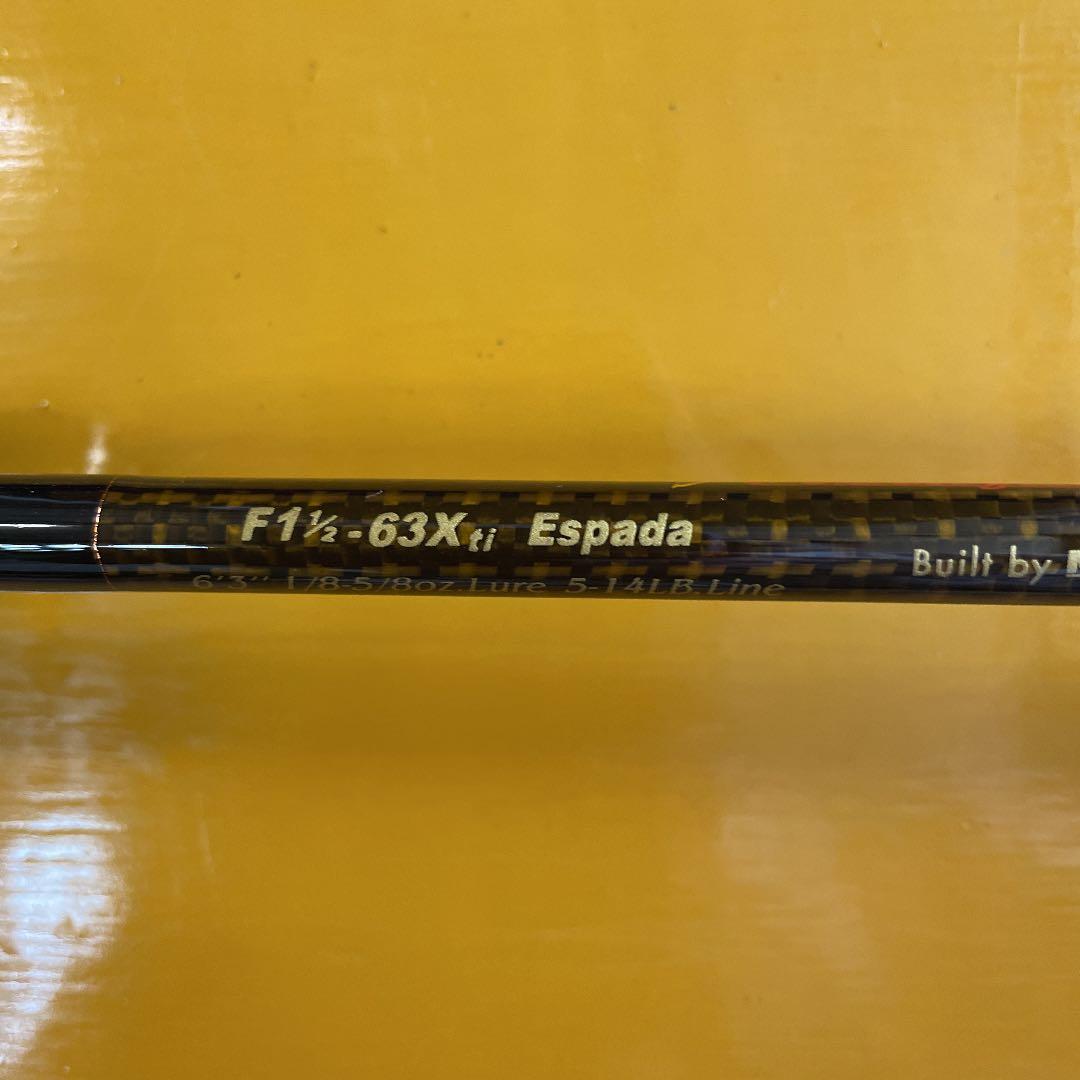 F1½-63Xti Espada
6'3'' 1/8-5/8oz.Lure 5-14LB.Line
Built by